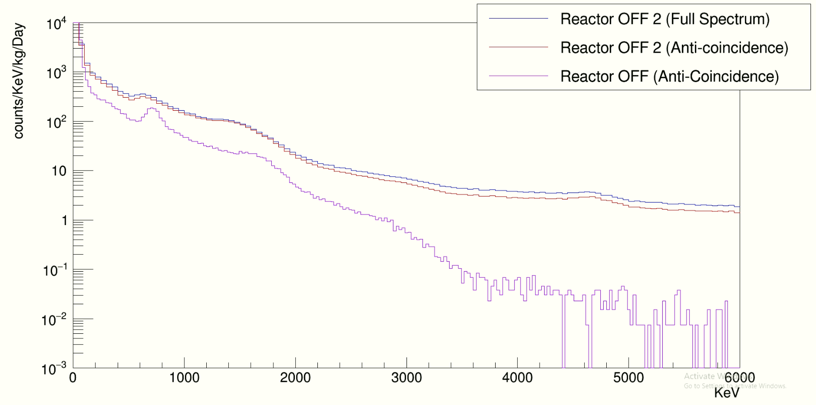 Reactor OFF 2 (Full Spectrum)
Reactor OFF 2 (Anti-coincidence)
Reactor OFF (Anti-Coincidence)
counts/KeV/kg/Day
10⁴
10³
10²
10
1
10⁻¹
10⁻²
10⁻³
0 1000 2000 3000 4000 5000 6000
KeV
Activate Windows